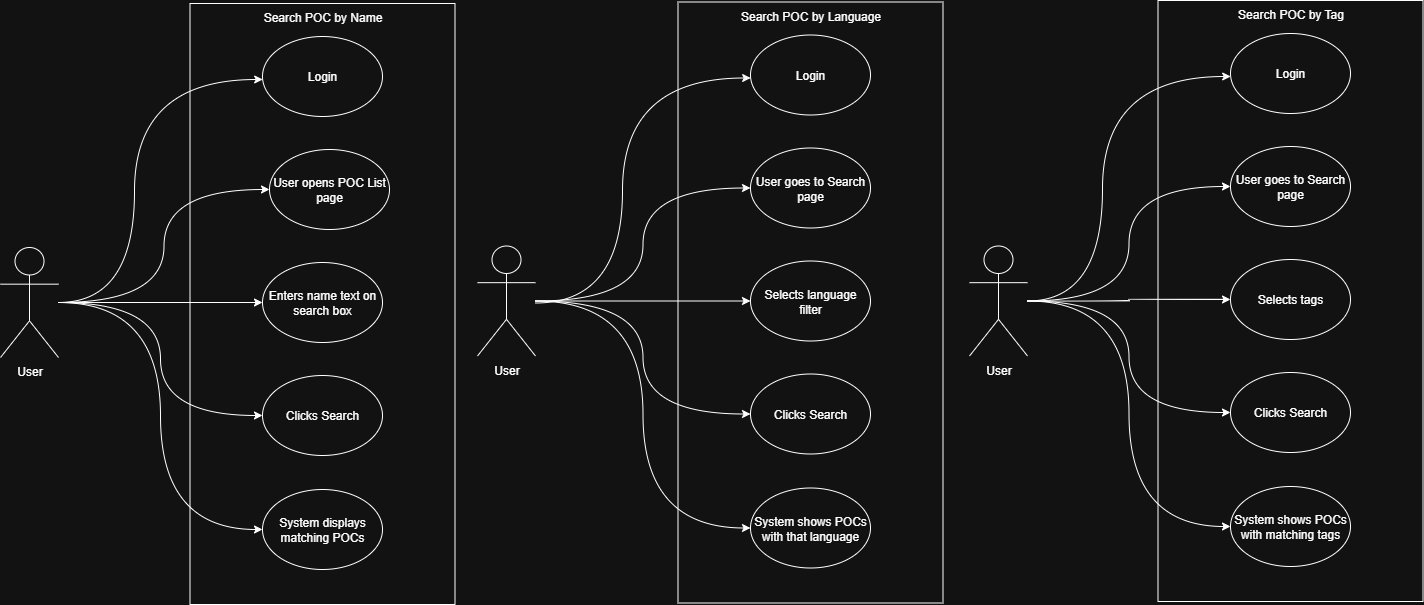 Search POC by Name
Login
User opens POC List
page
Enters name text on
search box
Clicks Search
System displays
matching POCs
User
Search POC by Language
Login
User goes to Search
page
Selects language
filter
Clicks Search
System shows POCs
with that language
User
Search POC by Tag
Login
User goes to Search
page
Selects tags
Clicks Search
System shows POCs
with matching tags
User